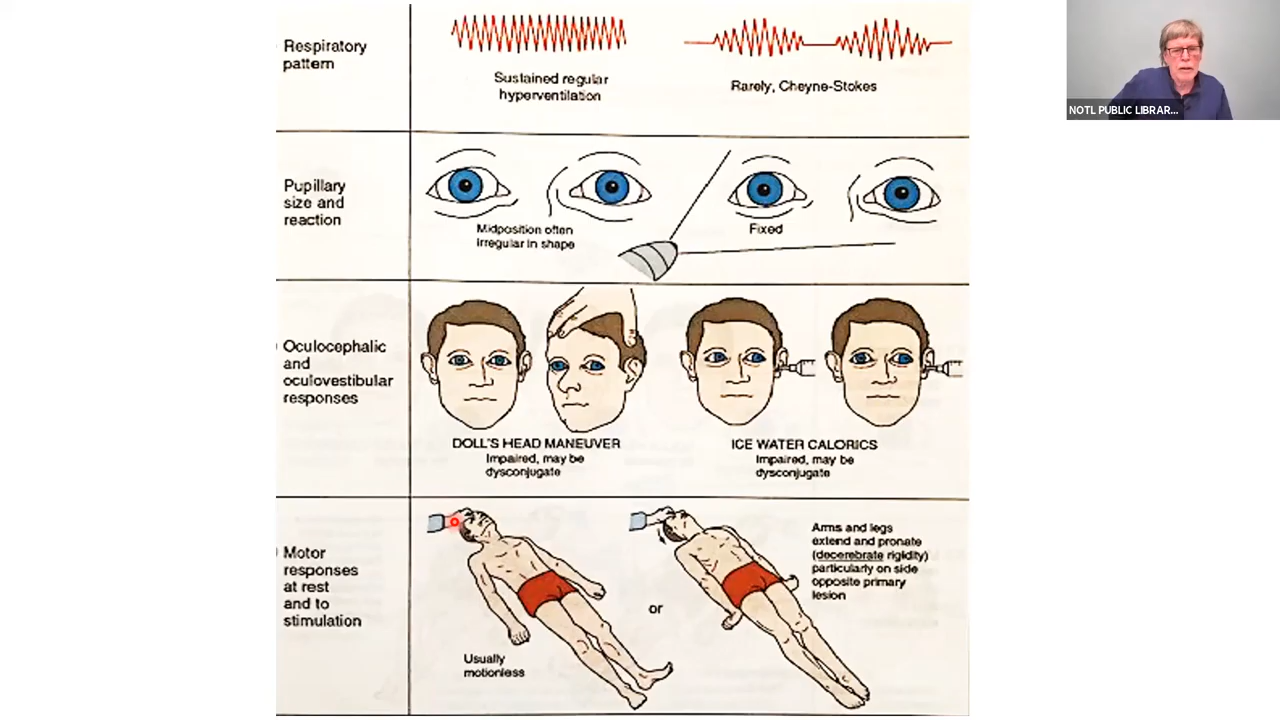 Respiratory
pattern
Sustained regular
hyperventilation
Rarely, Cheyne-Stokes
NOTL PUBLIC LIBRAR...
Pupillary
size and
reaction
Midposition often
irregular in shape
Fixed
Oculocephalic
and
oculovestibular
responses
DOLL'S HEAD MANEUVER
Impaired, may be
dysconjugate
ICE WATER CALORICS
Impaired, may be
dysconjugate
Motor
responses
at rest
and to
stimulation
Usually
motionless
or
Arms and legs
extend and pronate
(decerebrate rigidity)
particularly on side
opposite primary
lesion